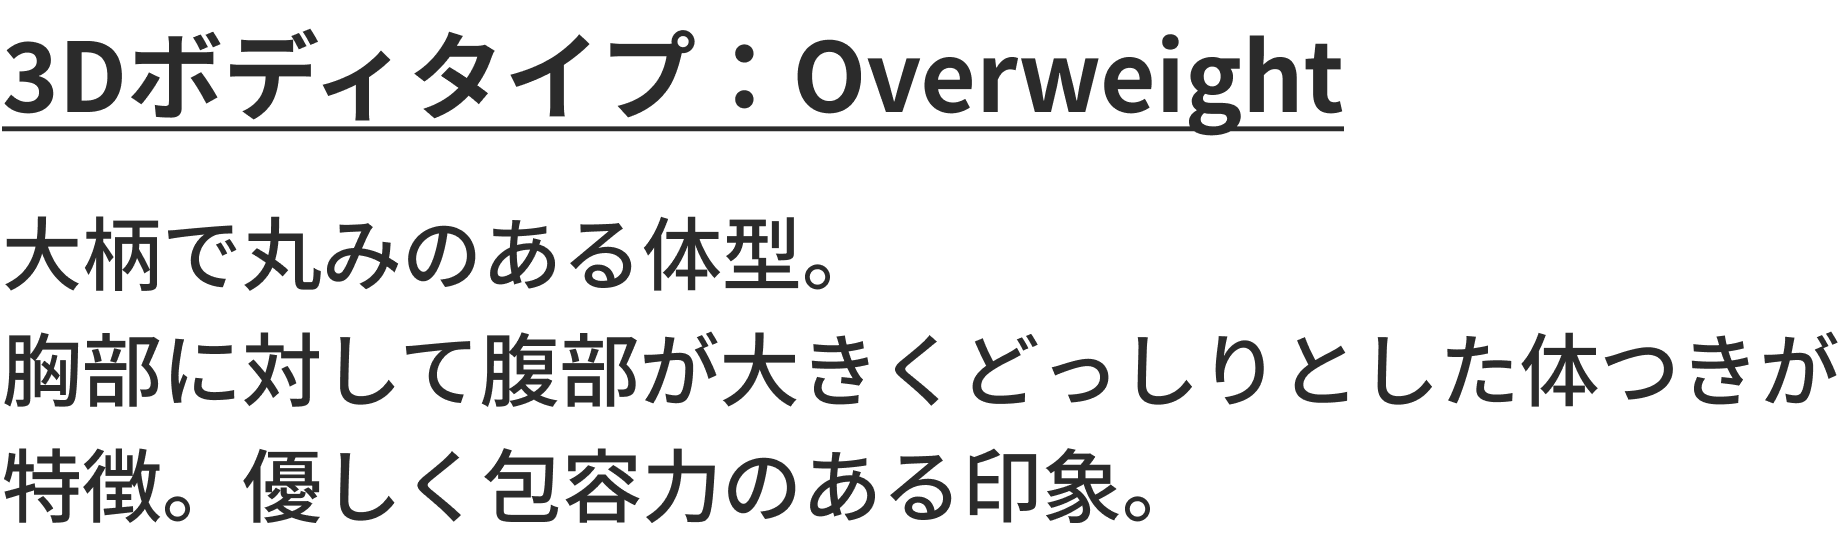 3Dボディタイプ：Overweight
大柄で丸みのある体型。
胸部に対して腹部が大きくどっしりとした体つきが
特徴。優しく包容力のある印象。